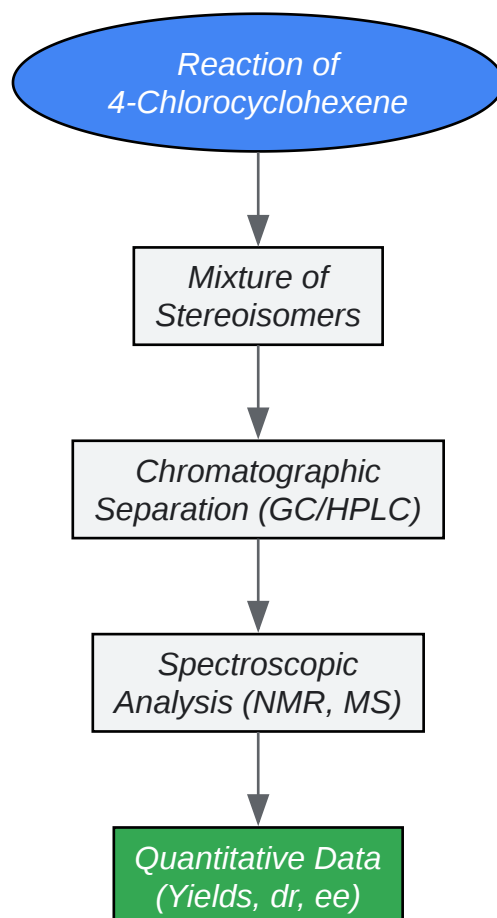 Reaction of
4-Chlorocyclohexene
Mixture of
Stereoisomers
Chromatographic
Separation (GC/HPLC)
Spectroscopic
Analysis (NMR, MS)
Quantitative Data
(Yields, dr, ee)